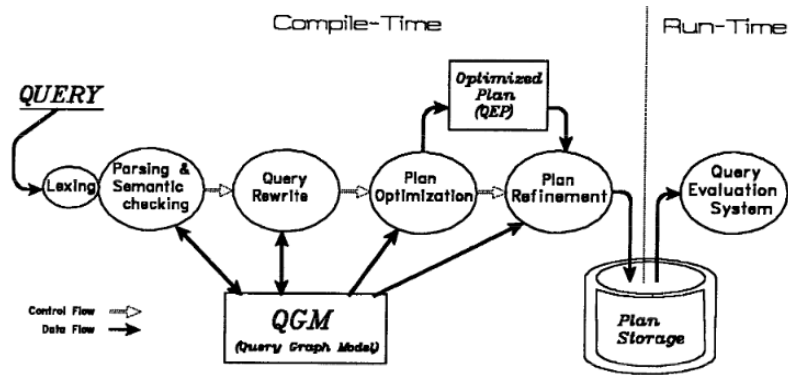 Compile-Time
Run-Time
QUERY
Optimized
Plan
(QEP)
Lexing
Parsing &
Semantic
checking
Query
Rewrite
Plan
Optimization
Plan
Refinement
Query
Evaluation
System
Control Flow
Data Flow
QGM
(Query Graph Model)
Plan
Storage